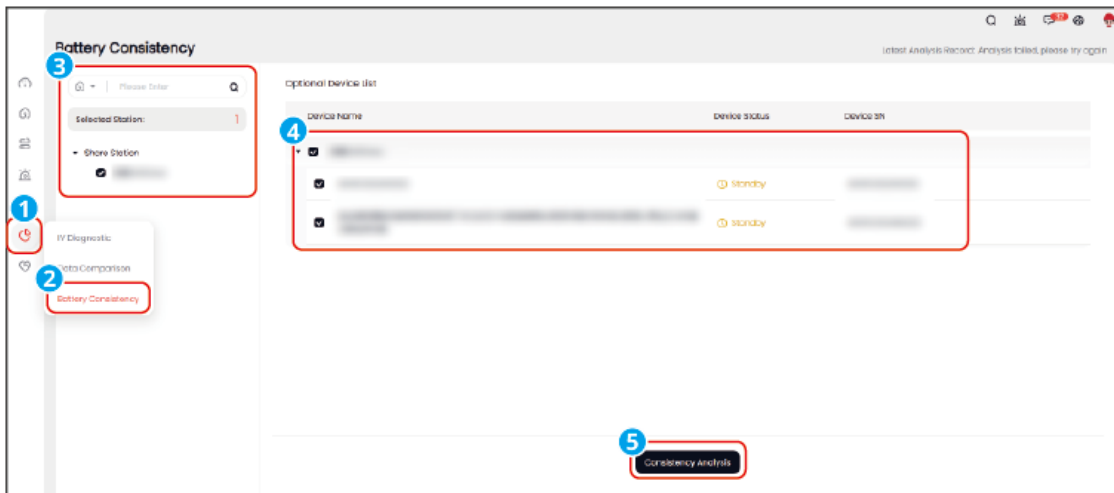 Battery Consistency
Latest Analysis Record: Analysis failed, please try again
3
Please Enter
Optional Device List
Selected Station: 1
Device Name Device Status Device SN
4
Share Station
Standby
1
Standby
IV Diagnostic
Data Comparison
2
Battery Consistency
5
Consistency Analysis